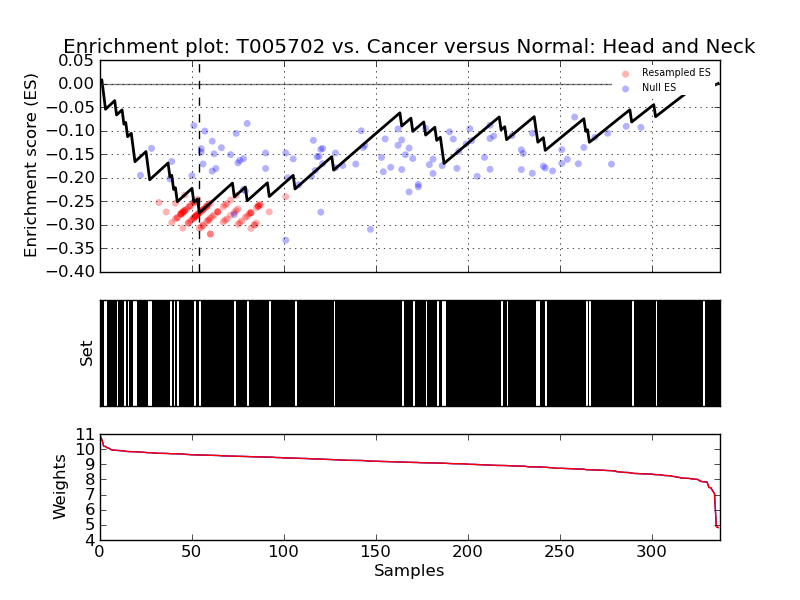 Enrichment plot: T005702 vs. Cancer versus Normal: Head and Neck
Enrichment score (ES)
0.05
0.00
−0.05
−0.10
−0.15
−0.20
−0.25
−0.30
−0.35
−0.40
Resampled ES
Null ES
Set
Weights
11
10
9
8
7
6
5
4
0 50 100 150 200 250 300
Samples